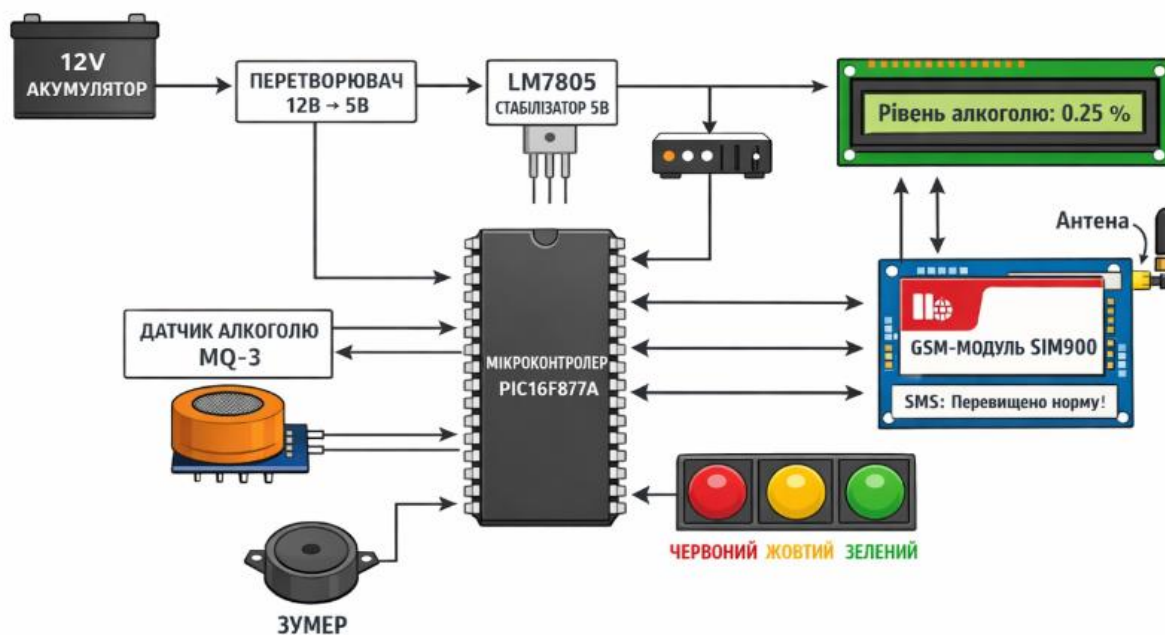 12V
АКУМУЛЯТОР
ПЕРЕТВОРЮВАЧ
12В → 5В
LM7805
СТАБІЛІЗАТОР 5В
Рівень алкоголю: 0.25 %
Антена
ДАТЧИК АЛКОГОЛЮ
MQ-3
МІКРОКОНТРОЛЕР
PIC16F877A
GSM-МОДУЛЬ SIM900
SMS: Перевищено норму!
ЧЕРВОНИЙ ЖОВТИЙ ЗЕЛЕНИЙ
ЗУМЕР